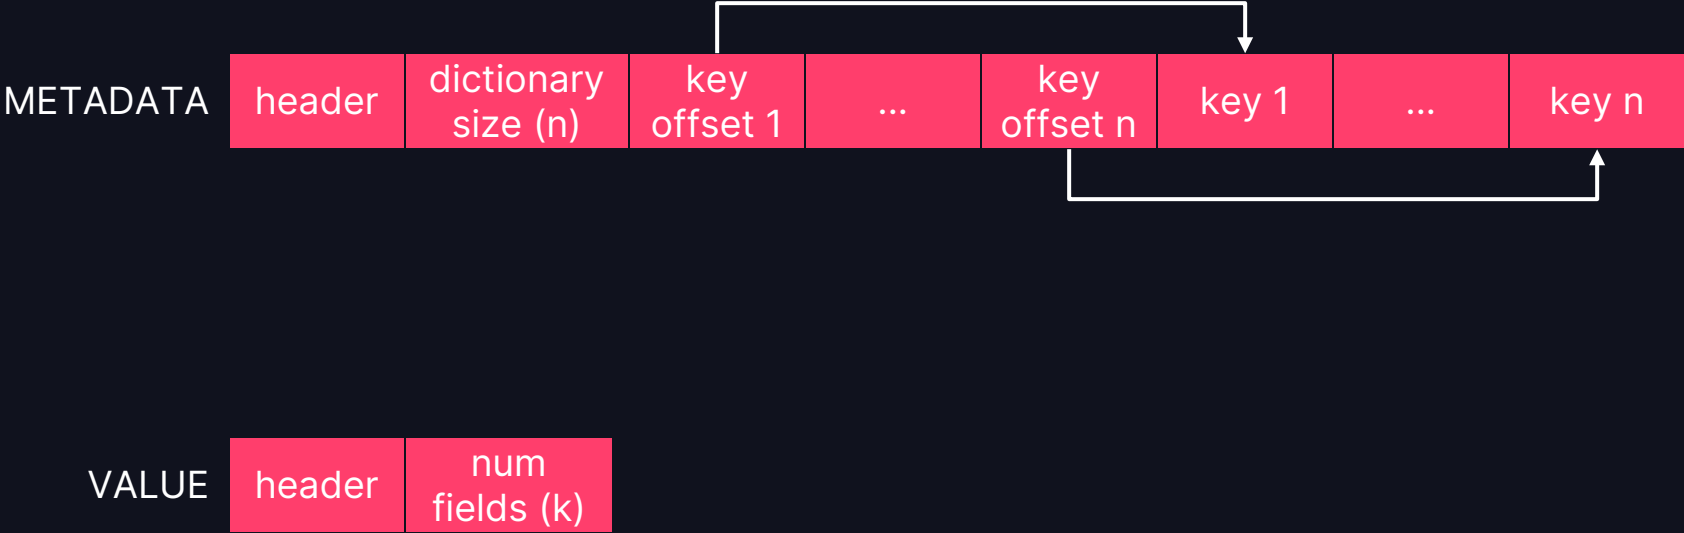 METADATA
header
dictionary
size (n)
key
offset 1
...
key
offset n
key 1
...
key n
VALUE
header
num
fields (k)